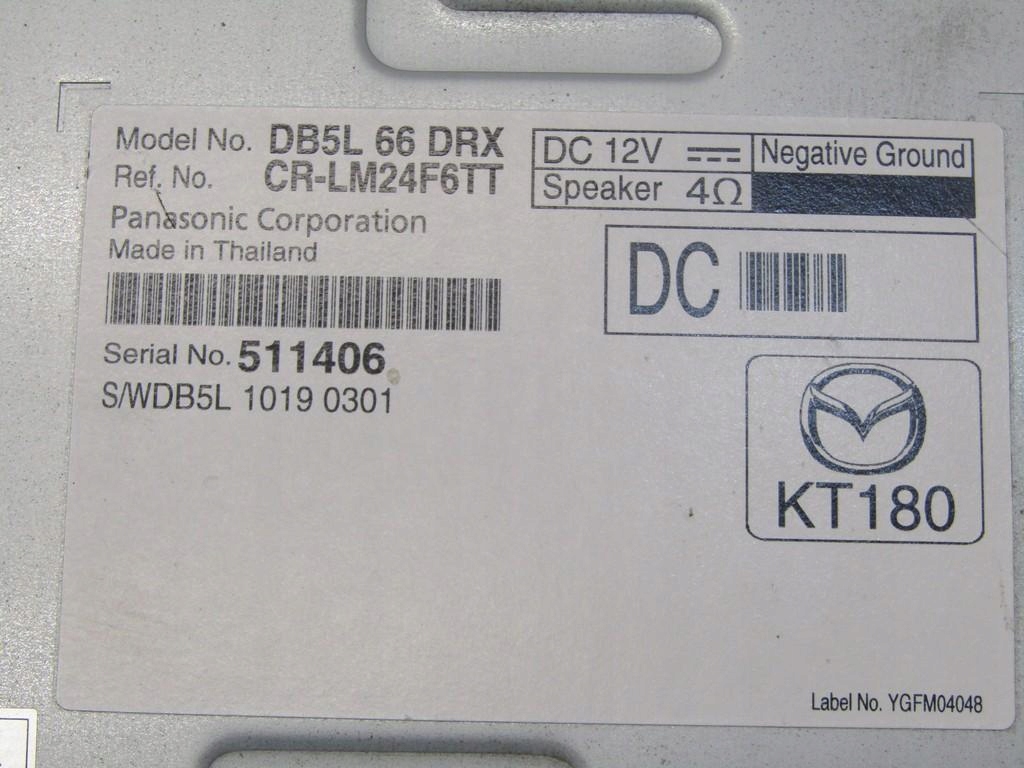 Model No. DB5L 66 DRX
Ref. No. CR-LM24F6TT
Panasonic Corporation
Made in Thailand
Serial No. 511406
S/WDB5L 1019 0301
DC 12V Negative Ground
Speaker 4Ω
DC
KT180
Label No. YGFM04048